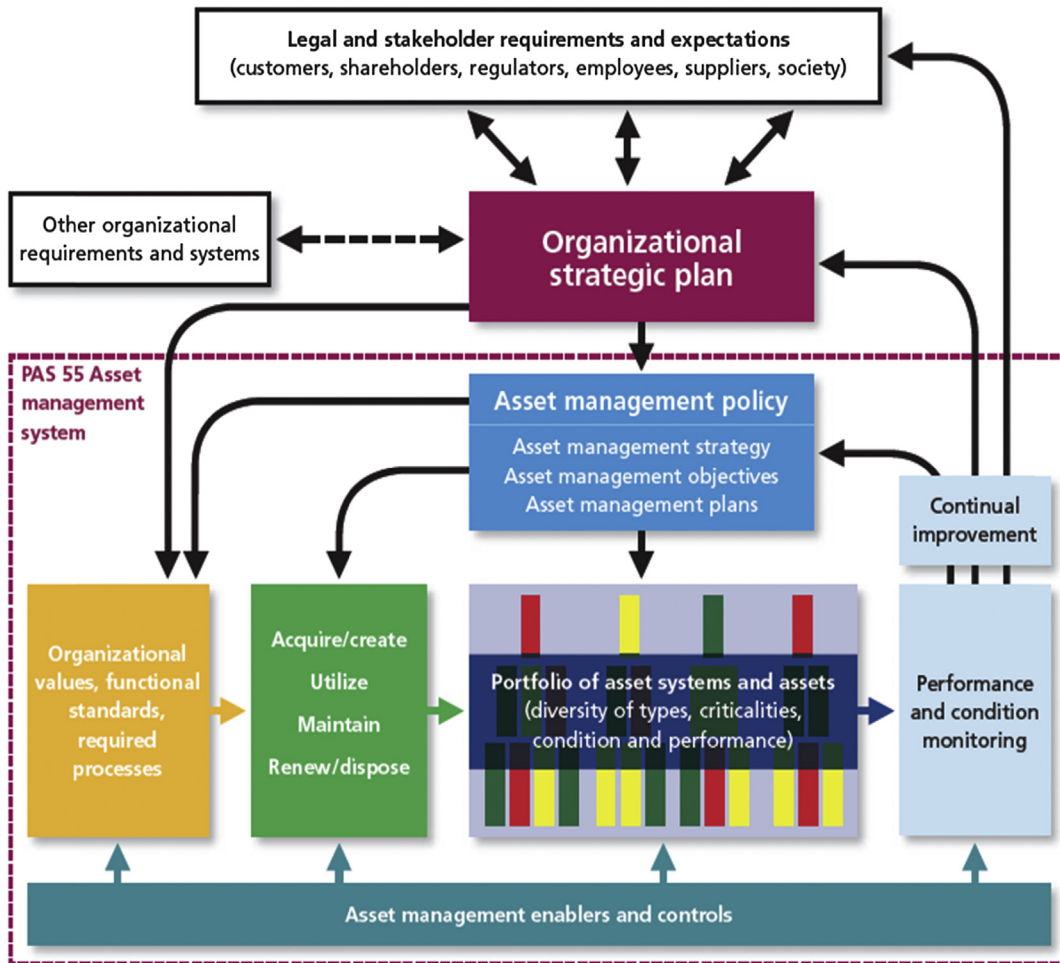 Legal and stakeholder requirements and expectations
(customers, shareholders, regulators, employees, suppliers, society)
Other organizational
requirements and systems
Organizational
strategic plan
PAS 55 Asset
management
system
Asset management policy
Asset management strategy
Asset management objectives
Asset management plans
Continual
improvement
Organizational
values, functional
standards,
required
processes
Acquire/create
Utilize
Maintain
Renew/dispose
Portfolio of asset systems and assets
(diversity of types, criticalities,
condition and performance)
Performance
and condition
monitoring
Asset management enablers and controls